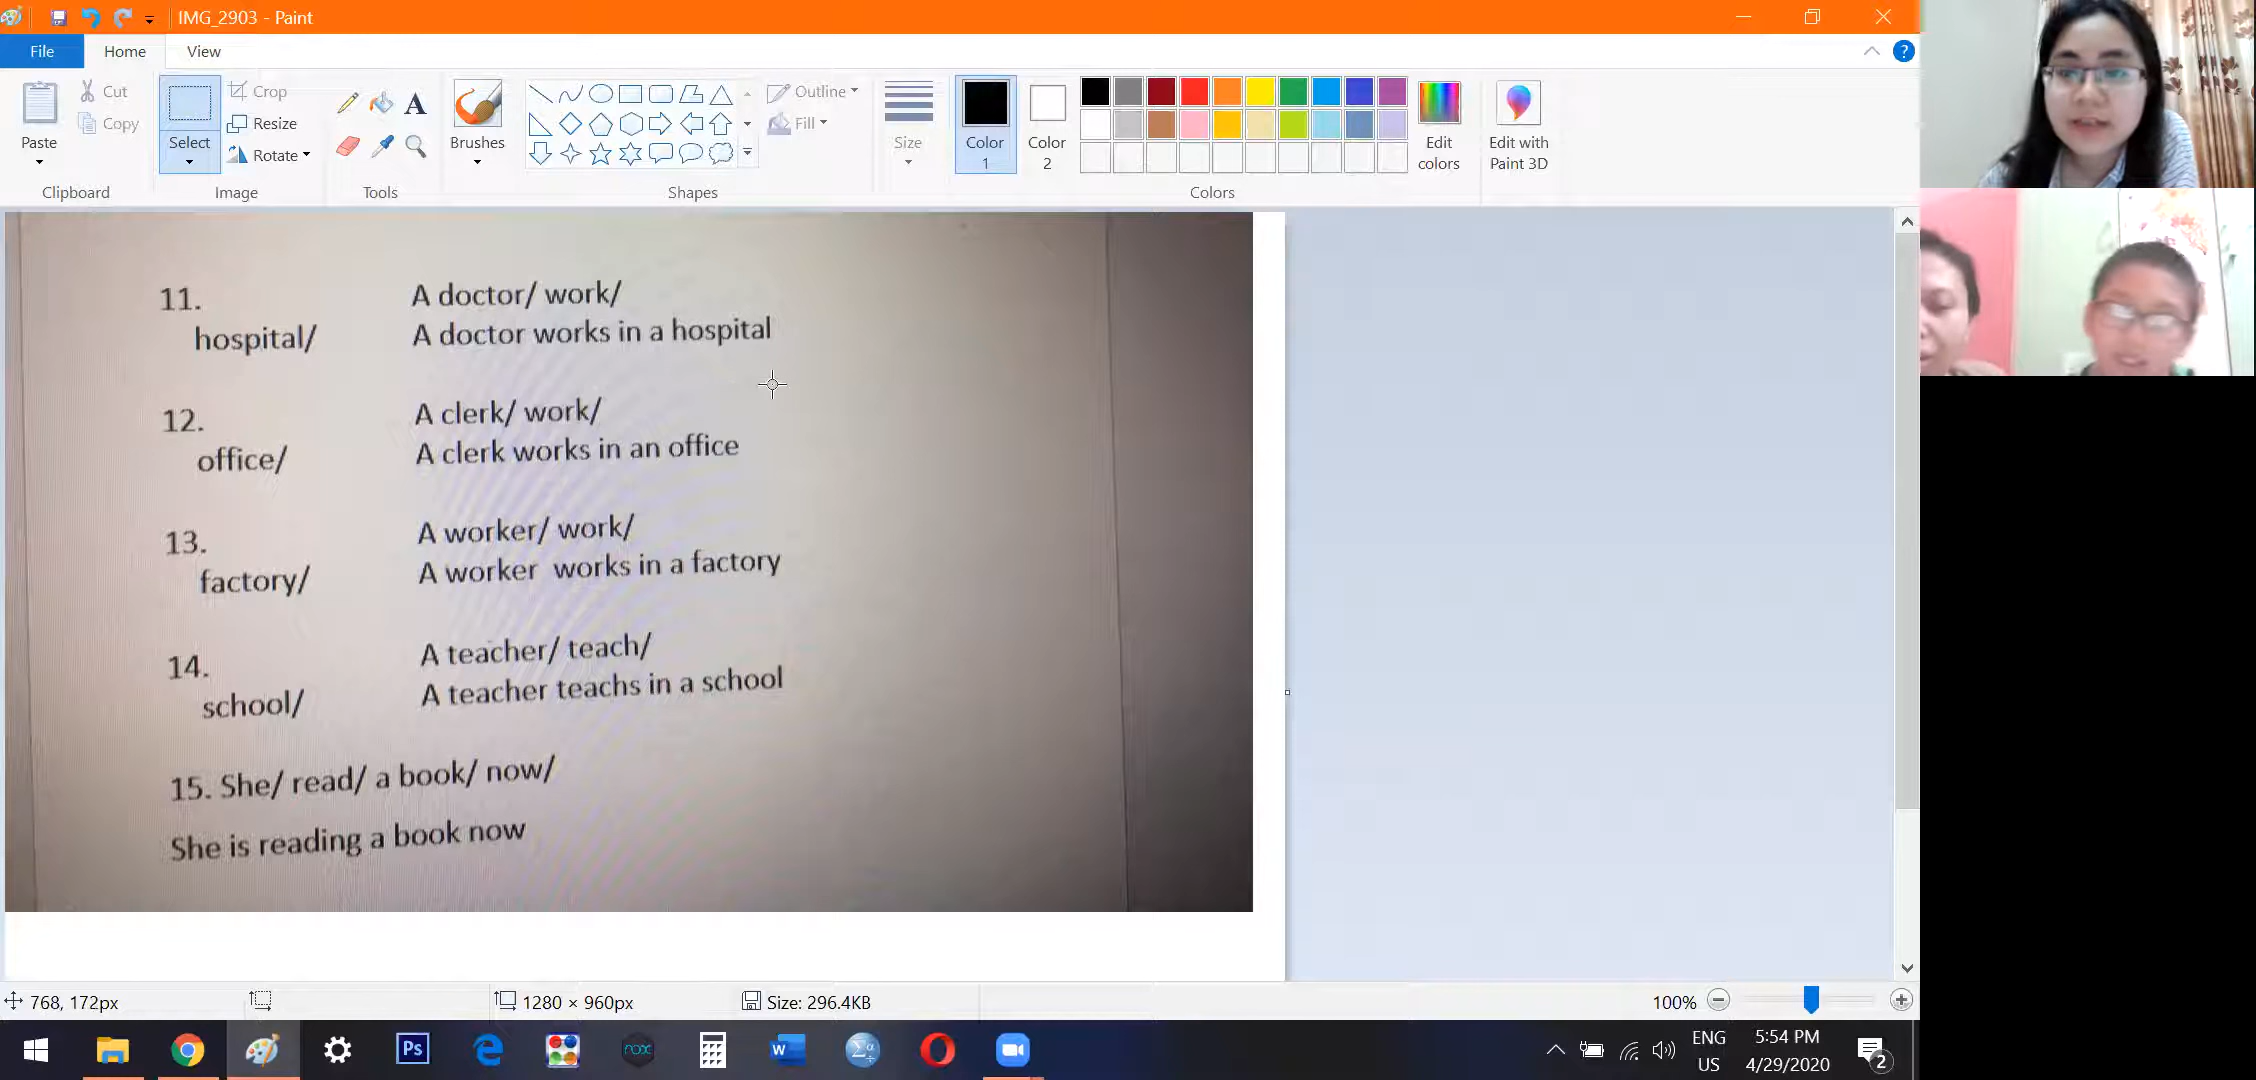 IMG_2903 - Paint
File Home View
Paste
Cut
Copy
Clipboard
Select
Crop
Resize
Rotate
Image
A
Tools
Brushes
Shapes
Outline
Fill
Size
Color
1
Color
2
Edit
colors
Colors
Edit with
Paint 3D
?
11.
hospital/
A doctor/ work/
A doctor works in a hospital
12.
office/
A clerk/ work/
A clerk works in an office
13.
factory/
A worker/ work/
A worker works in a factory
14.
school/
A teacher/ teach/
A teacher teachs in a school
15. She/ read/ a book/ now/
She is reading a book now
768, 172px
1280 × 960px
Size: 296.4KB
100%
Ps
nox
W
Σα
ENG
US
5:54 PM
4/29/2020
2